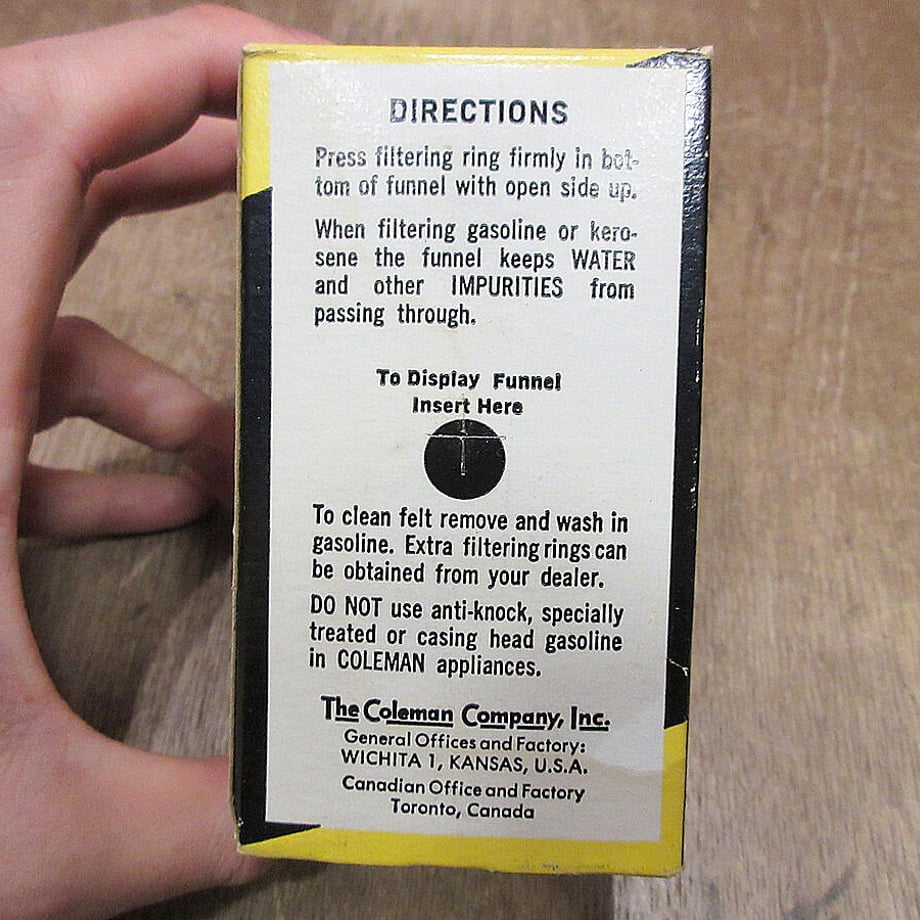 DIRECTIONS
Press filtering ring firmly in bot-
tom of funnel with open side up.
When filtering gasoline or kero-
sene the funnel keeps WATER
and other IMPURITIES from
passing through.
To Display Funnel
Insert Here
To clean felt remove and wash in
gasoline. Extra filtering rings can
be obtained from your dealer.
DO NOT use anti-knock, specially
treated or casing head gasoline
in COLEMAN appliances.
The Coleman Company, Inc.
General Offices and Factory:
WICHITA 1, KANSAS, U.S.A.
Canadian Office and Factory
Toronto, Canada